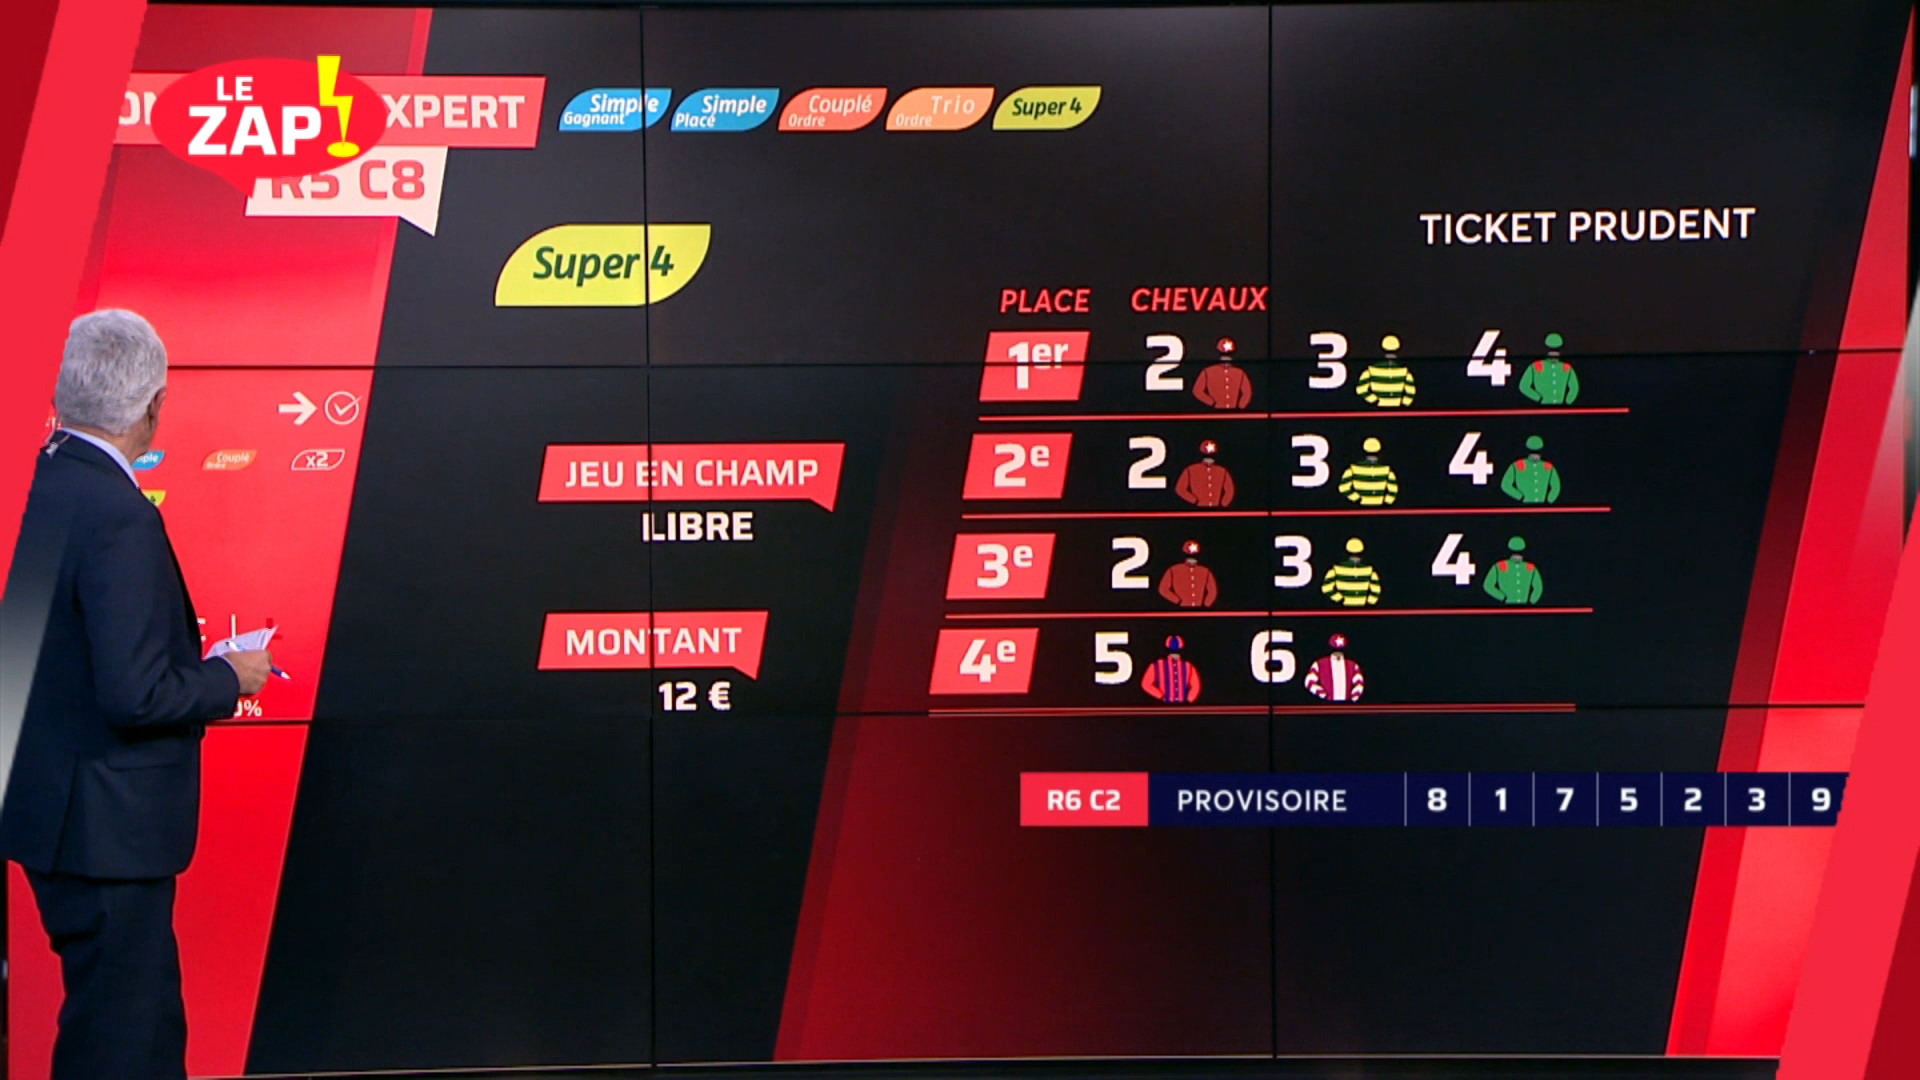 LE
ZAP!
XPERT
Simple
Gagnant
Simple
Placé
Couplé
Ordre
Trio
Ordre
Super 4
R5 C8
Super 4
TICKET PRUDENT
PLACE CHEVAUX
1er 2 3 4
2e 2 3 4
Couplé
Ordre
x2
JEU EN CHAMP
LIBRE
3e 2 3 4
MONTANT
12 €
4e 5 6
R6 C2 PROVISOIRE 8 1 7 5 2 3 9